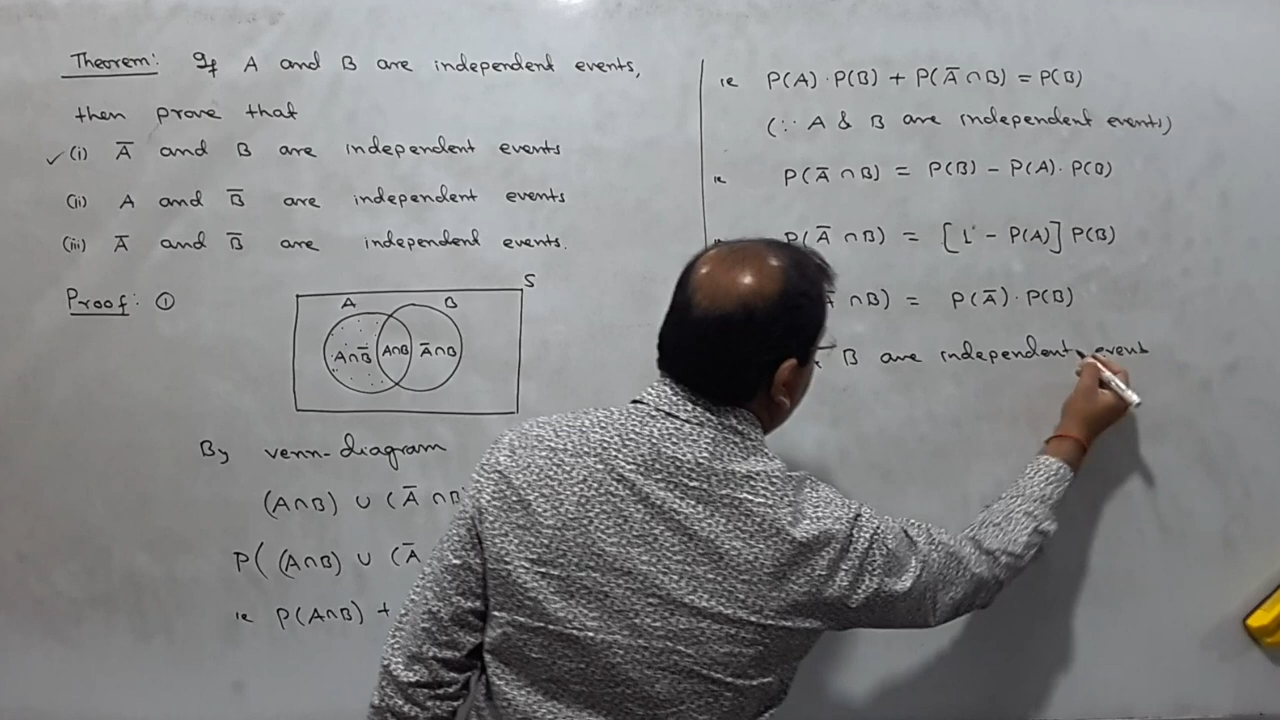 Theorem: If A and B are independent events,
then prove that
✓ (i) A̅ and B are independent events
(ii) A and B̅ are independent events
(iii) A̅ and B̅ are independent events.
Proof: ①
S
A B
A∩B̅ A∩B A̅∩B
By venn-diagram
(A∩B) ∪ (A̅ ∩B
P( (A∩B) ∪ (A̅
ie P(A∩B) +
ie P(A)·P(B) + P(A̅ ∩ B) = P(B)
(∵ A & B are independent events)
ie P(A̅ ∩ B) = P(B) − P(A). P(B)
P(A̅ ∩ B) = [1 − P(A)] P(B)
∩ B) = P(A̅)·P(B)
B are independent event